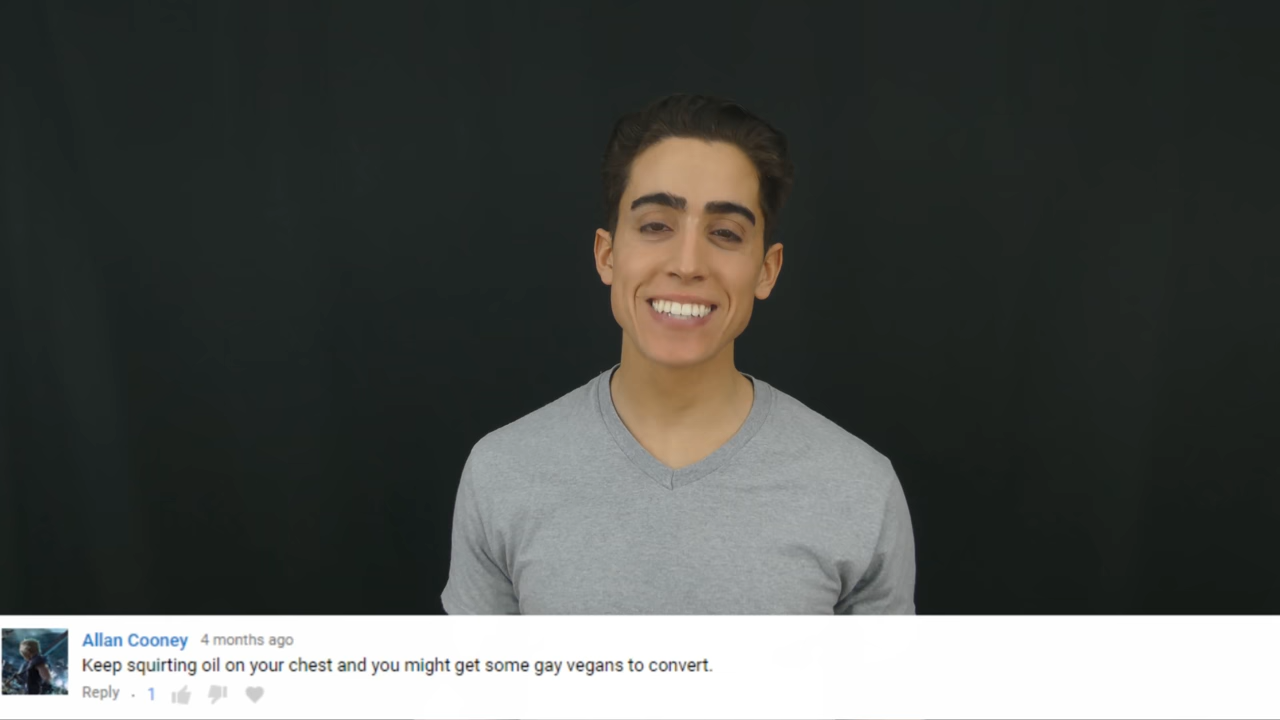 Allan Cooney 4 months ago
Keep squirting oil on your chest and you might get some gay vegans to convert.
Reply . 1